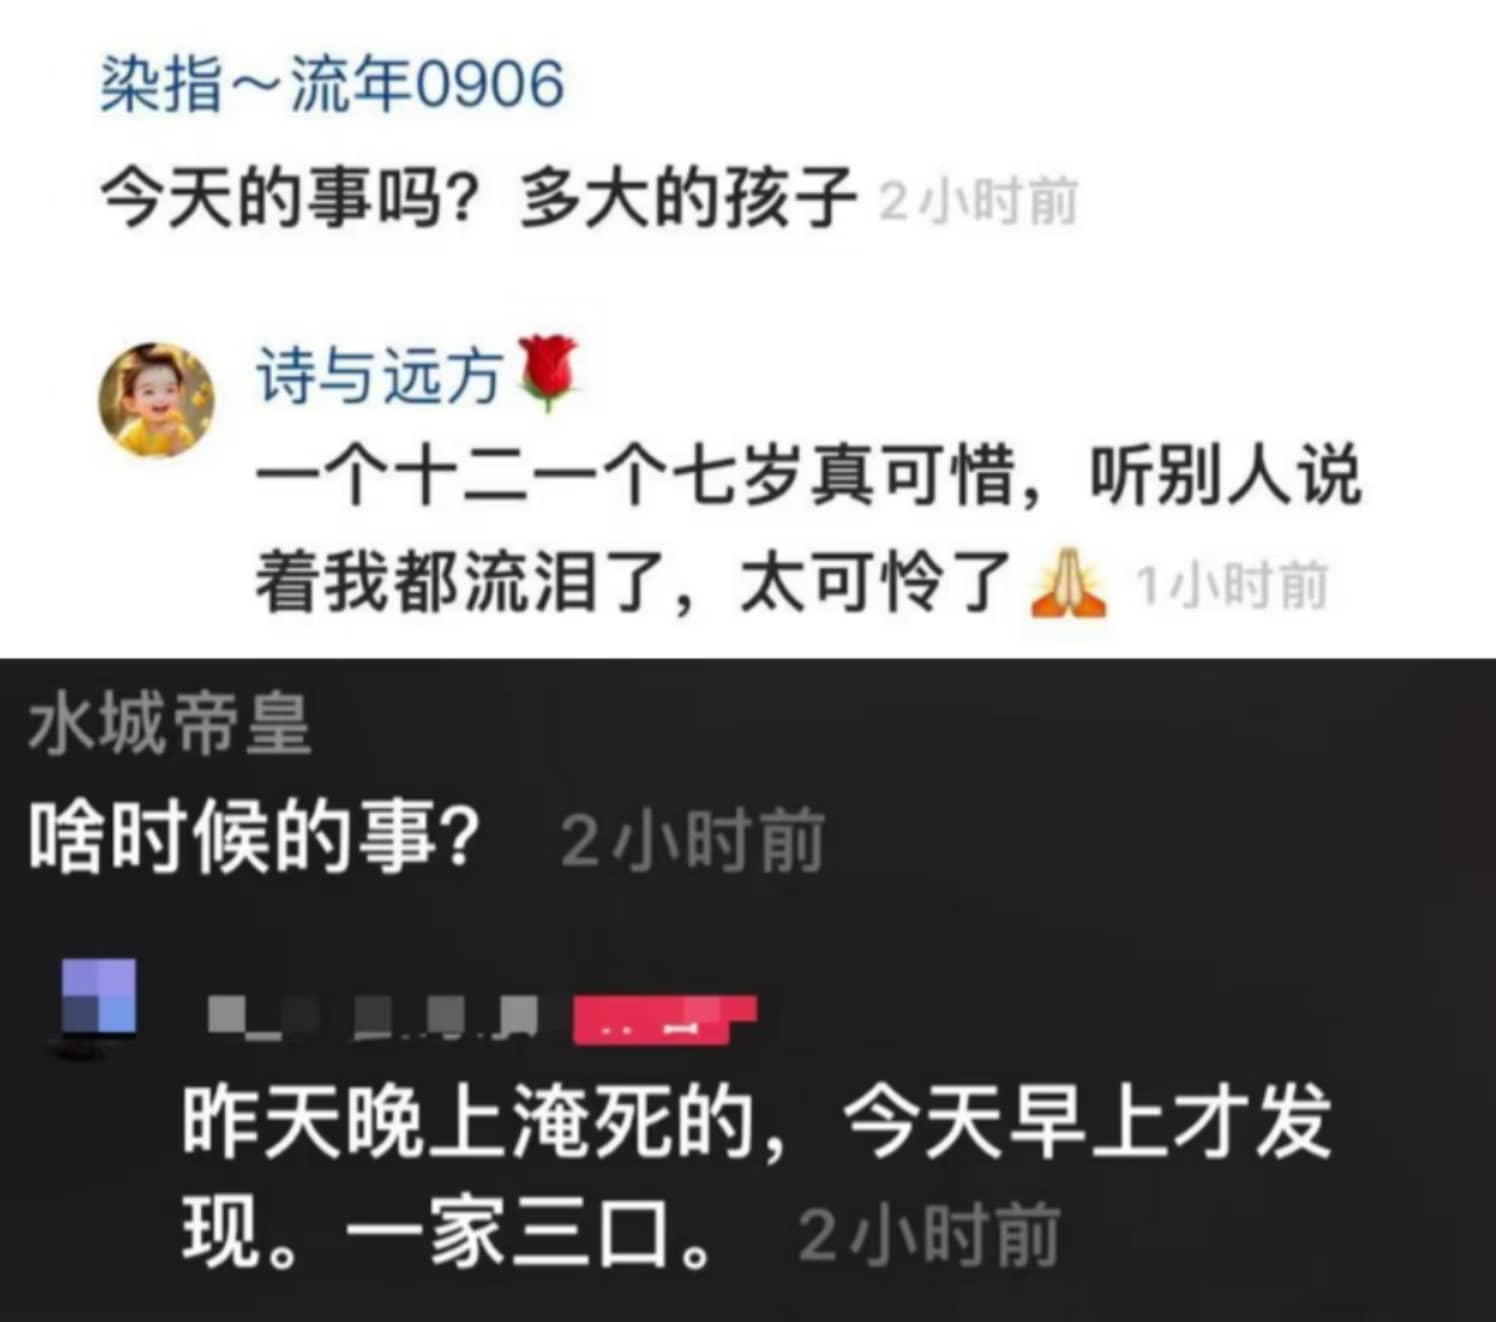 染指～流年0906
今天的事吗？多大的孩子 2小时前
诗与远方🌹
一个十二一个七岁真可惜，听别人说
着我都流泪了，太可怜了🙏 1小时前
水城帝皇
啥时候的事？ 2小时前
昨天晚上淹死的，今天早上才发
现。一家三口。 2小时前